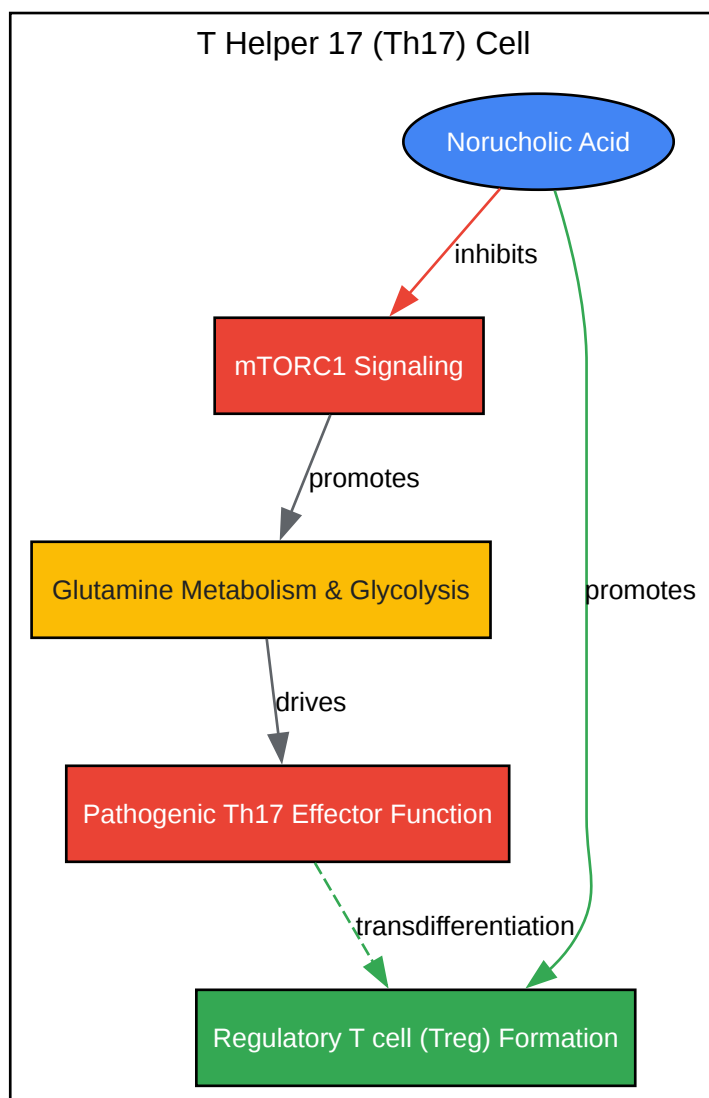 T Helper 17 (Th17) Cell
Norucholic Acid
inhibits
mTORC1 Signaling
promotes
Glutamine Metabolism & Glycolysis
promotes
drives
Pathogenic Th17 Effector Function
transdifferentiation
Regulatory T cell (Treg) Formation